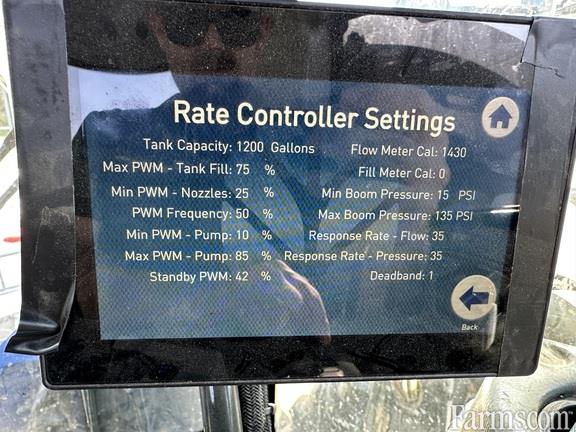 Rate Controller Settings
Tank Capacity: 1200 Gallons
Max PWM - Tank Fill: 75 %
Min PWM - Nozzles: 25 %
PWM Frequency: 50 %
Min PWM - Pump: 10 %
Max PWM - Pump: 85 %
Standby PWM: 42 %
Flow Meter Cal: 1430
Fill Meter Cal: 0
Min Boom Pressure: 15 PSI
Max Boom Pressure: 135 PSI
Response Rate - Flow: 35
Response Rate - Pressure: 35
Deadband: 1
Back
Farms.com